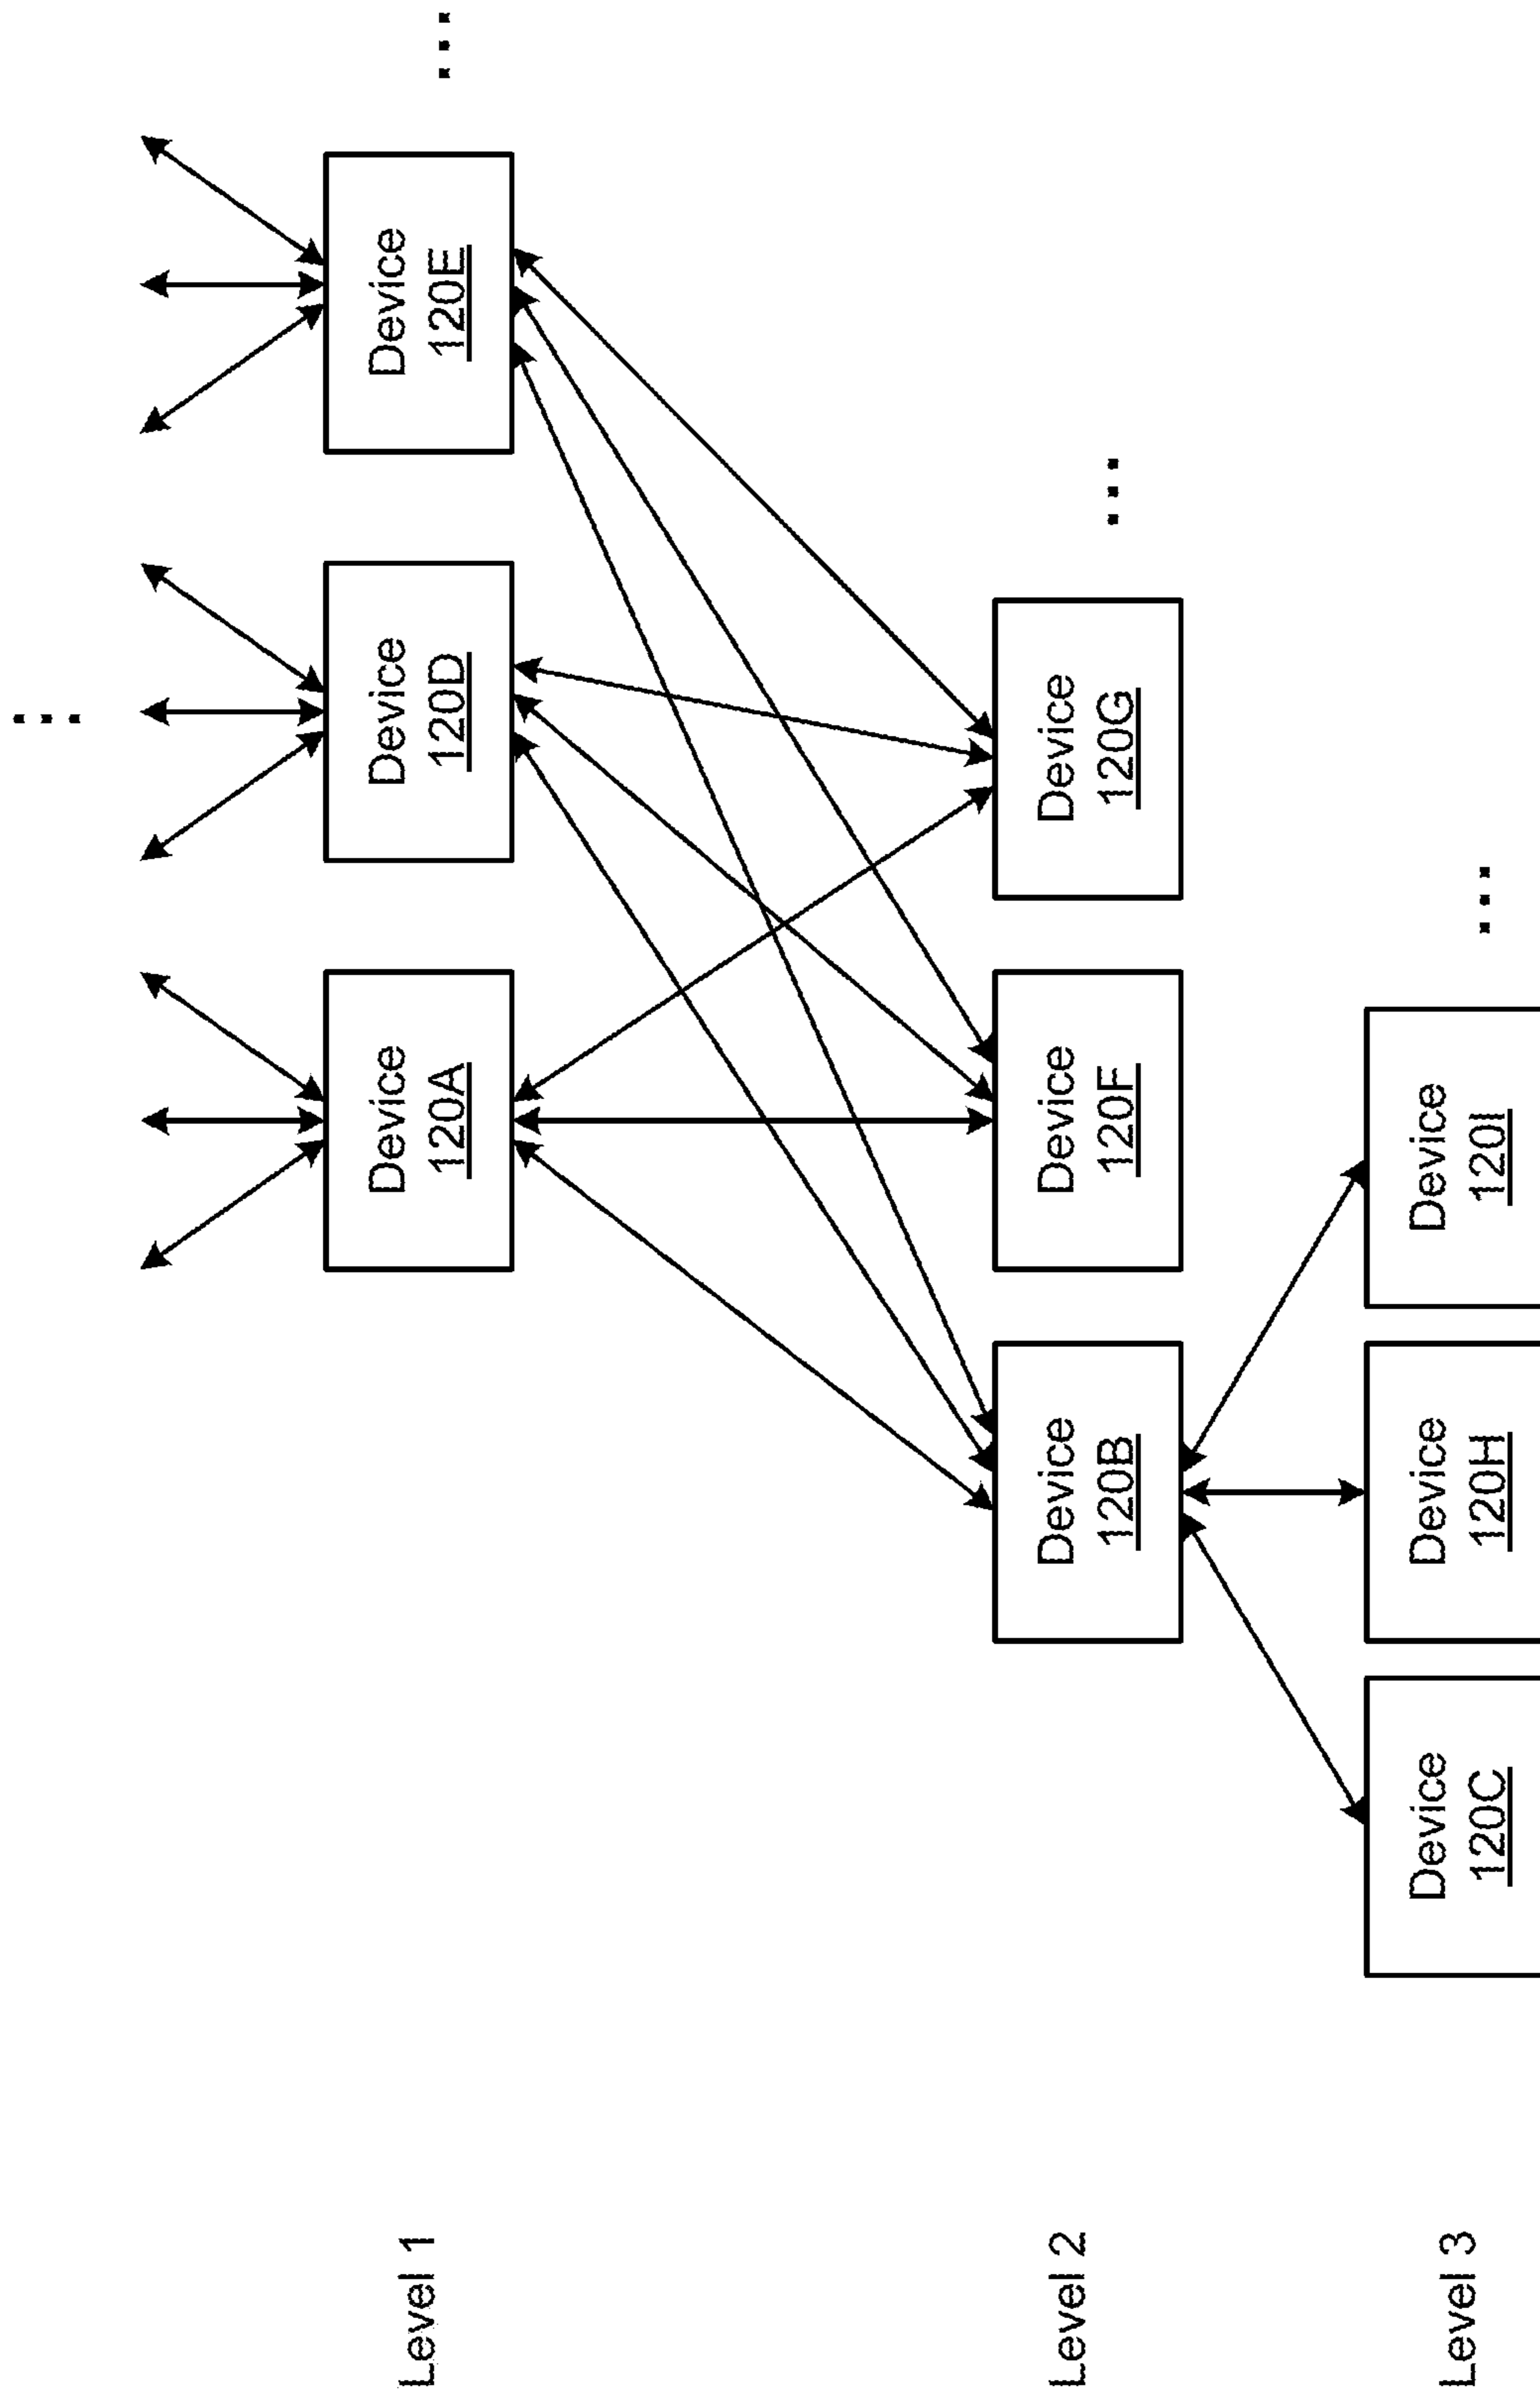 Level 1
Device
120A
Device
120D
Device
120E
...
...
Level 2
Device
120B
Device
120F
Device
120G
...
Level 3
Device
120C
Device
120H
Device
120I
...